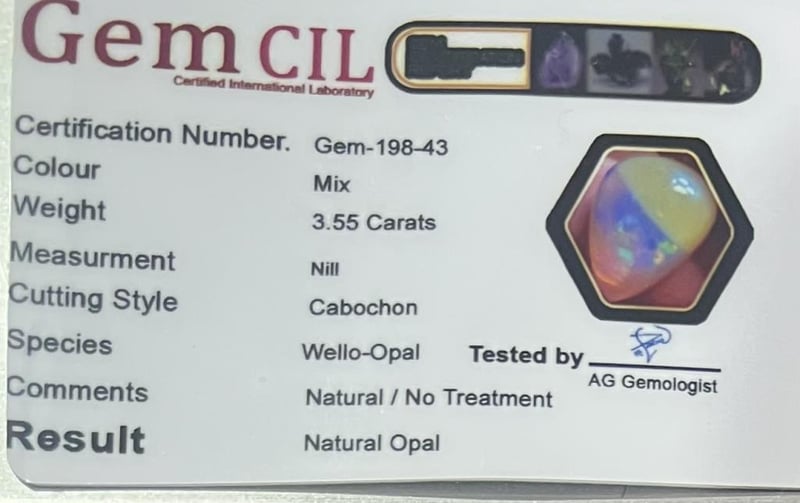 Gem CIL
Certified International Laboratory
Certification Number. Gem-198-43
Colour Mix
Weight 3.55 Carats
Measurment Nill
Cutting Style Cabochon
Species Wello-Opal
Tested by
AG Gemologist
Comments Natural / No Treatment
Result Natural Opal